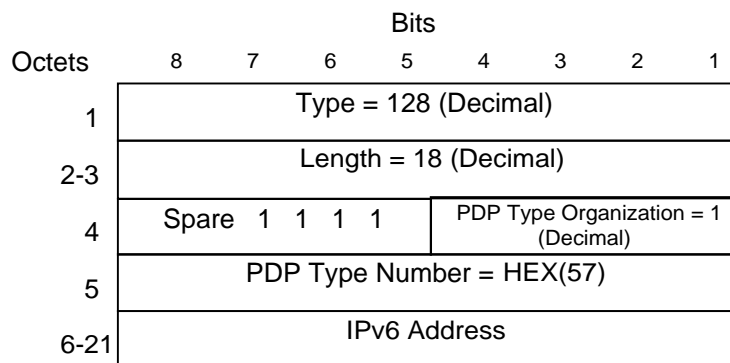 Bits
Octets 8 7 6 5 4 3 2 1
1 Type = 128 (Decimal)
2-3 Length = 18 (Decimal)
4 Spare 1 1 1 1 PDP Type Organization = 1
(Decimal)
5 PDP Type Number = HEX(57)
6-21 IPv6 Address